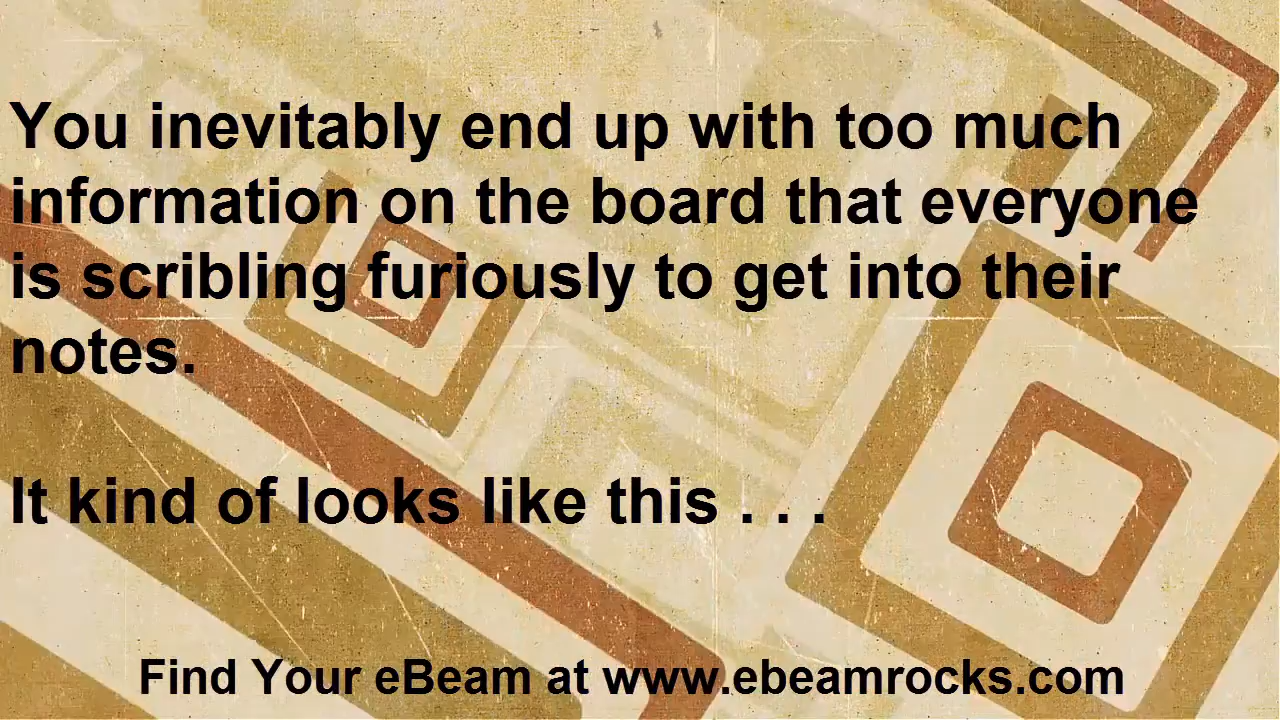 You inevitably end up with too much
information on the board that everyone
is scribling furiously to get into their
notes.
It kind of looks like this . . .
Find Your eBeam at www.ebeamrocks.com